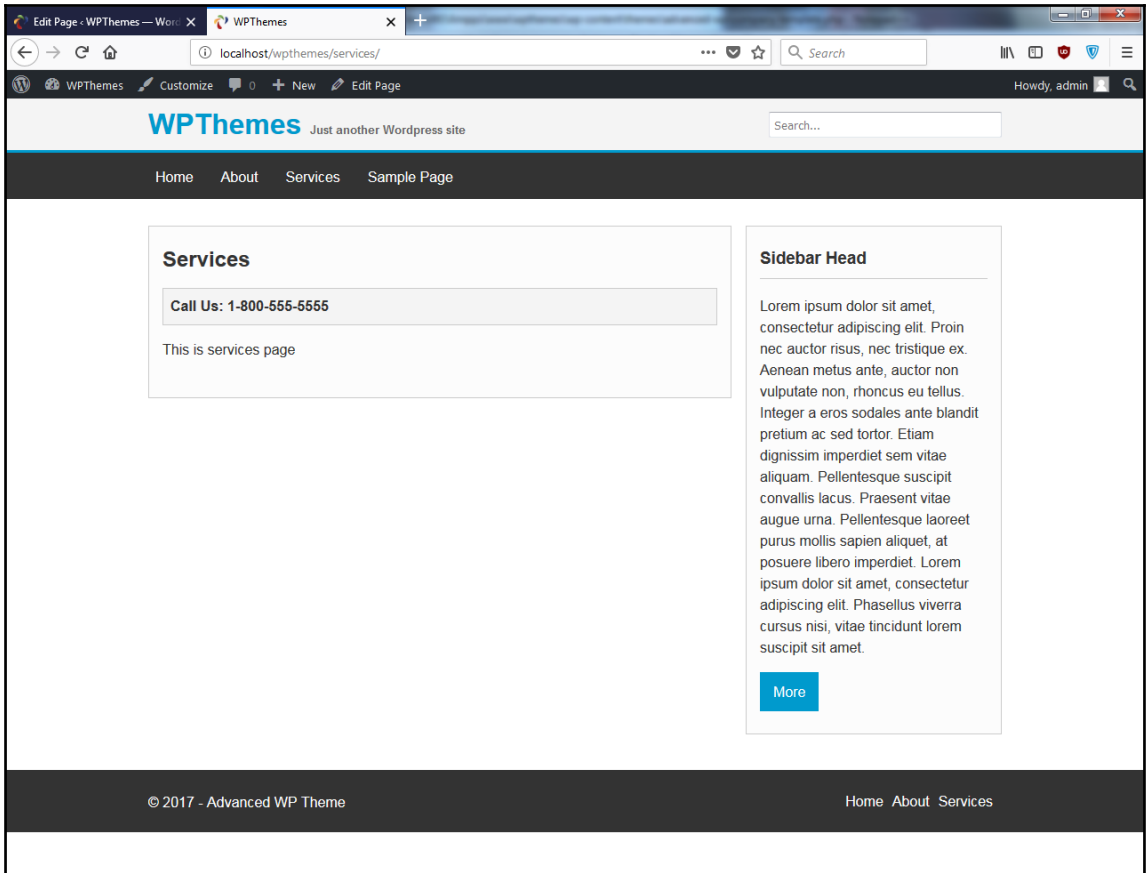 Edit Page ‹ WPThemes — Word
WPThemes
localhost/wpthemes/services/
Search
WPThemes Customize 0 New Edit Page
Howdy, admin
WPThemes Just another Wordpress site
Search...
Home About Services Sample Page
Services
Call Us: 1-800-555-5555
This is services page
Sidebar Head
Lorem ipsum dolor sit amet,
consectetur adipiscing elit. Proin
nec auctor risus, nec tristique ex.
Aenean metus ante, auctor non
vulputate non, rhoncus eu tellus.
Integer a eros sodales ante blandit
pretium ac sed tortor. Etiam
dignissim imperdiet sem vitae
aliquam. Pellentesque suscipit
convallis lacus. Praesent vitae
augue urna. Pellentesque laoreet
purus mollis sapien aliquet, at
posuere libero imperdiet. Lorem
ipsum dolor sit amet, consectetur
adipiscing elit. Phasellus viverra
cursus nisi, vitae tincidunt lorem
suscipit sit amet.
More
© 2017 - Advanced WP Theme
Home About Services